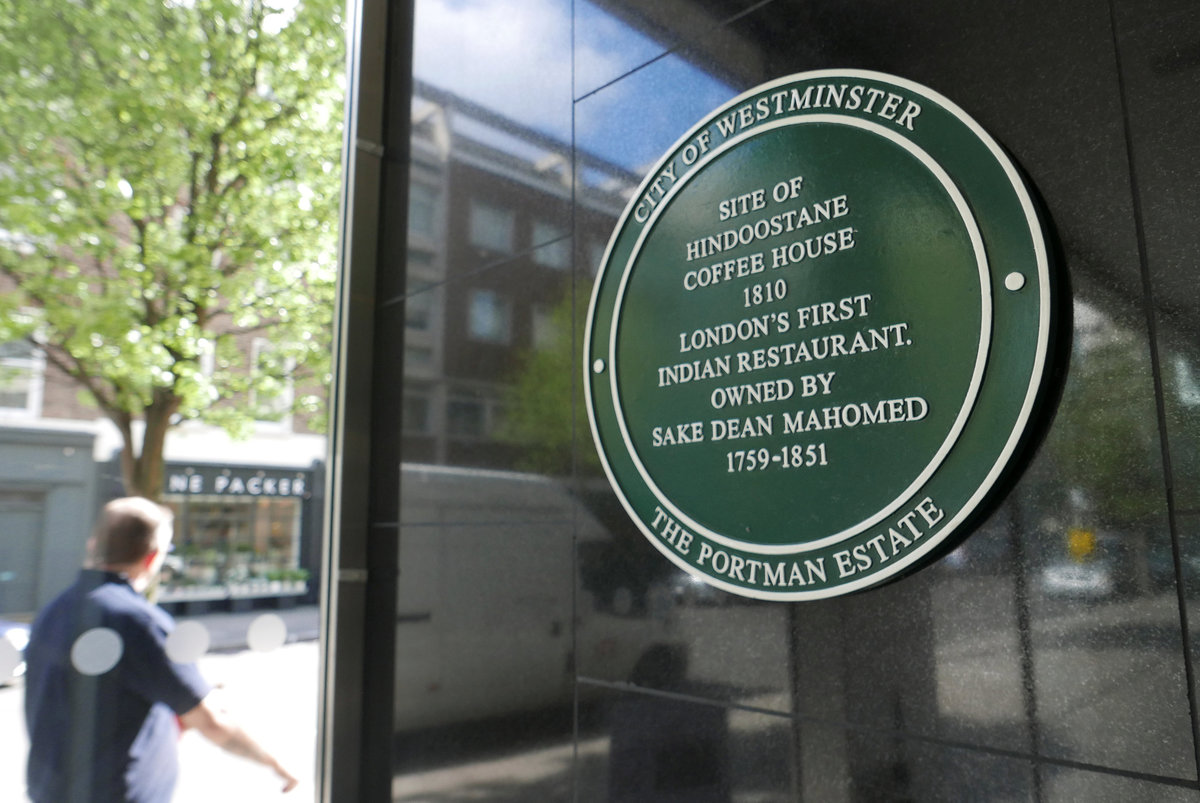 CITY OF WESTMINSTER
SITE OF
HINDOOSTANE
COFFEE HOUSE
1810
LONDON'S FIRST
INDIAN RESTAURANT.
OWNED BY
SAKE DEAN MAHOMED
1759-1851
THE PORTMAN ESTATE
NE PACKER